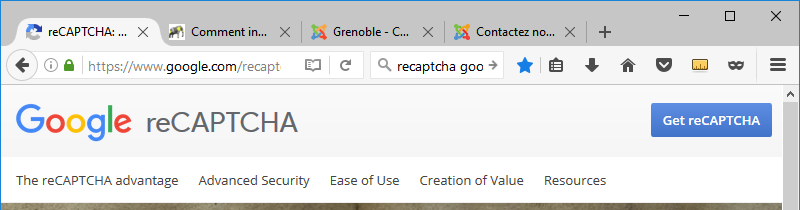 reCAPTCHA: ... Comment in... Grenoble - C... Contactez no...
https://www.google.com/recapt recaptcha goo
Google reCAPTCHA Get reCAPTCHA
The reCAPTCHA advantage Advanced Security Ease of Use Creation of Value Resources